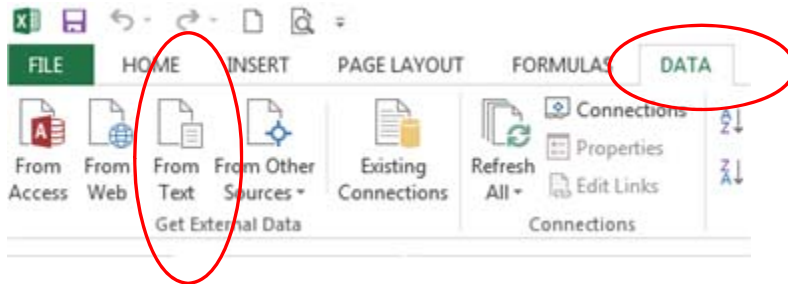 FILE HOME INSERT PAGE LAYOUT FORMULAS DATA
From Access
From Web
From Text
From Other Sources
Existing Connections
Refresh All
Connections
Properties
Edit Links
A Z
Z A
Get External Data
Connections